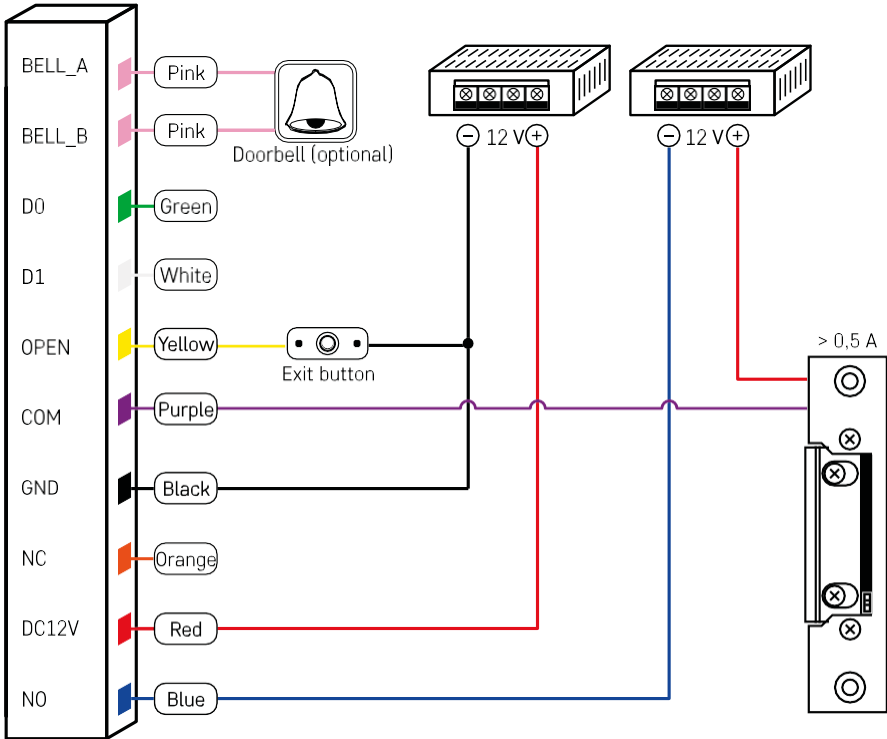 BELL_A
Pink
BELL_B
Pink
Doorbell (optional)
− 12 V +
− 12 V +
D0
Green
D1
White
OPEN
Yellow
Exit button
> 0,5 A
COM
Purple
GND
Black
NC
Orange
DC12V
Red
NO
Blue